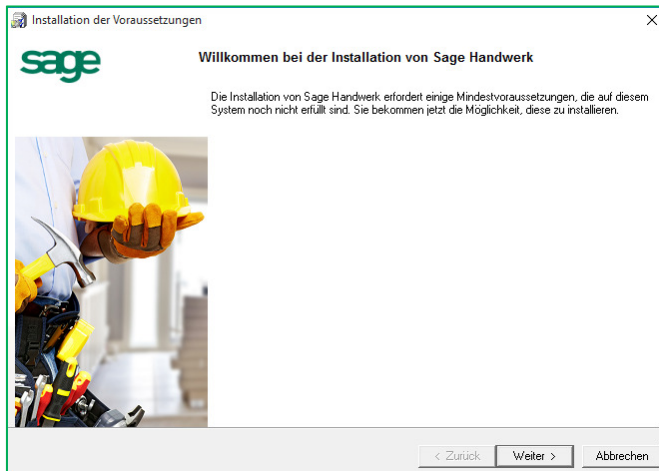 Installation der Voraussetzungen
sage
Willkommen bei der Installation von Sage Handwerk
Die Installation von Sage Handwerk erfordert einige Mindestvoraussetzungen, die auf diesem
System noch nicht erfüllt sind. Sie bekommen jetzt die Möglichkeit, diese zu installieren.
< Zurück Weiter > Abbrechen